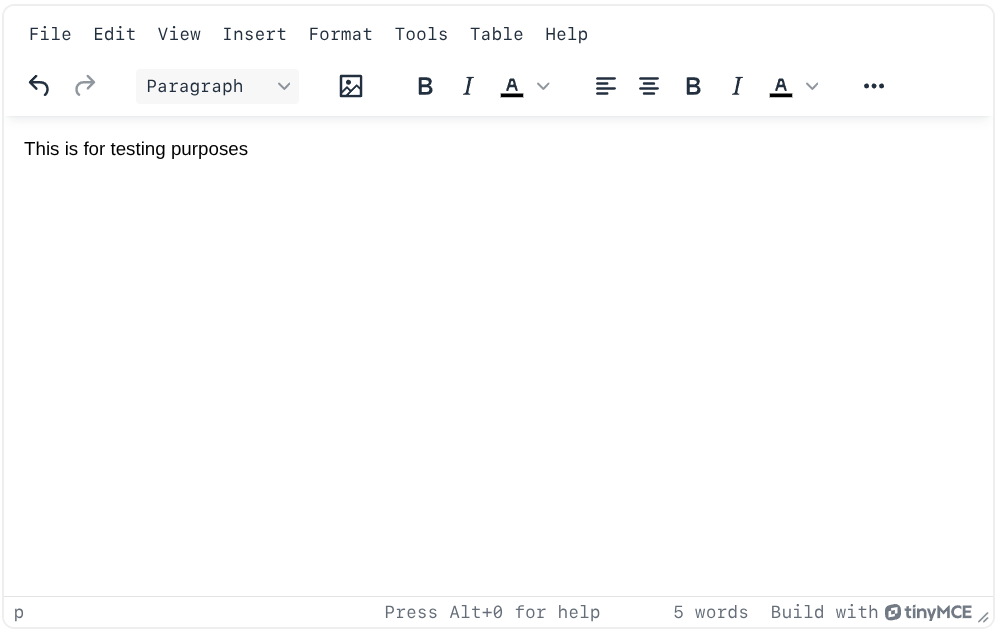 File Edit View Insert Format Tools Table Help
Paragraph B I A B I A
This is for testing purposes
p Press Alt+0 for help 5 words Build with tinyMCE